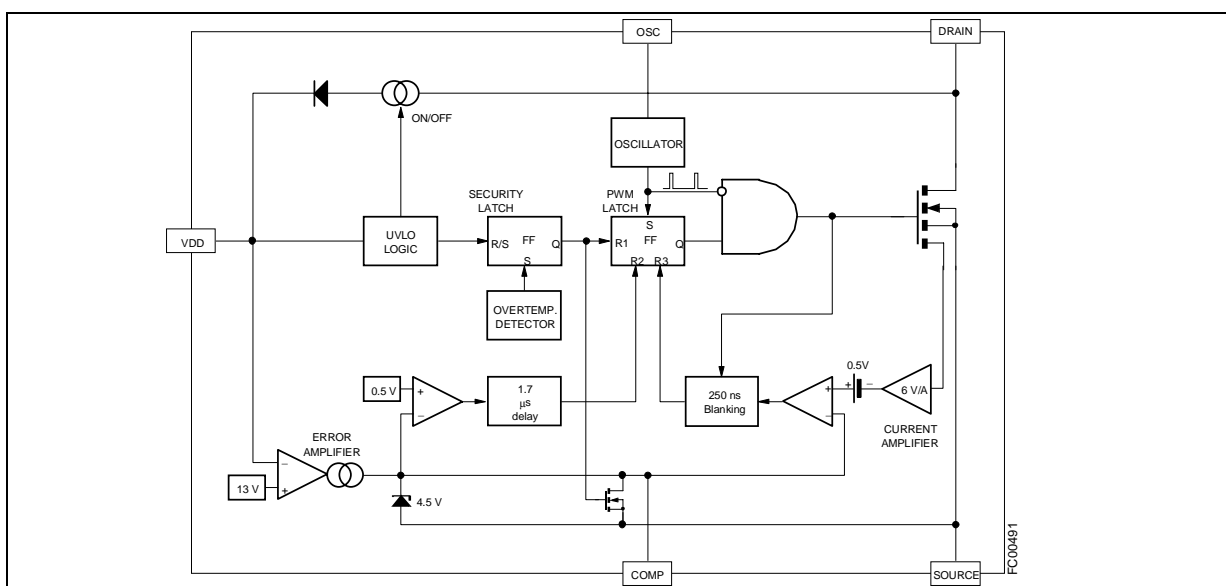 OSC
DRAIN
ON/OFF
OSCILLATOR
SECURITY
LATCH
PWM
LATCH
VDD
UVLO
LOGIC
R/S
FF
Q
S
R1
S
FF
Q
R2 R3
OVERTEMP.
DETECTOR
0.5 V
+
−
1.7
μs
delay
250 ns
Blanking
+
−
0.5V
+ −
6 V/A
CURRENT
AMPLIFIER
ERROR
AMPLIFIER
−
+
13 V
4.5 V
COMP
SOURCE
FC00491